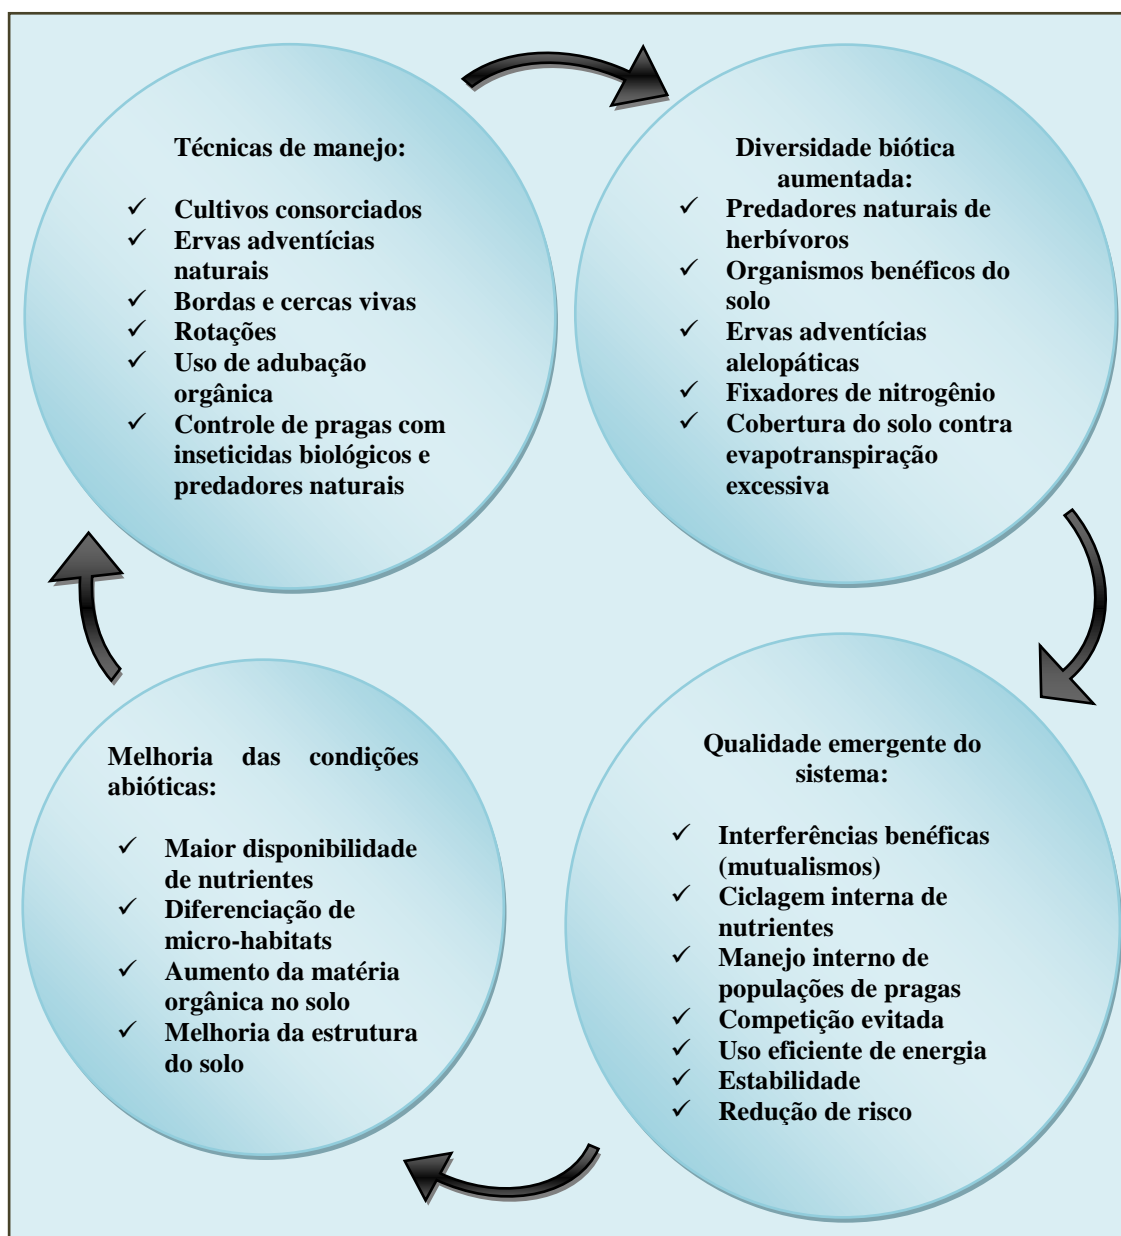 Técnicas de manejo:
✓ Cultivos consorciados
✓ Ervas adventícias
naturais
✓ Bordas e cercas vivas
✓ Rotações
✓ Uso de adubação
orgânica
✓ Controle de pragas com
inseticidas biológicos e
predadores naturais
Diversidade biótica
aumentada:
✓ Predadores naturais de
herbívoros
✓ Organismos benéficos do
solo
✓ Ervas adventícias
alelopáticas
✓ Fixadores de nitrogênio
✓ Cobertura do solo contra
evapotranspiração
excessiva
Qualidade emergente do
sistema:
✓ Interferências benéficas
(mutualismos)
✓ Ciclagem interna de
nutrientes
✓ Manejo interno de
populações de pragas
✓ Competição evitada
✓ Uso eficiente de energia
✓ Estabilidade
✓ Redução de risco
Melhoria das condições
abióticas:
✓ Maior disponibilidade
de nutrientes
✓ Diferenciação de
micro-habitats
✓ Aumento da matéria
orgânica no solo
✓ Melhoria da estrutura
do solo